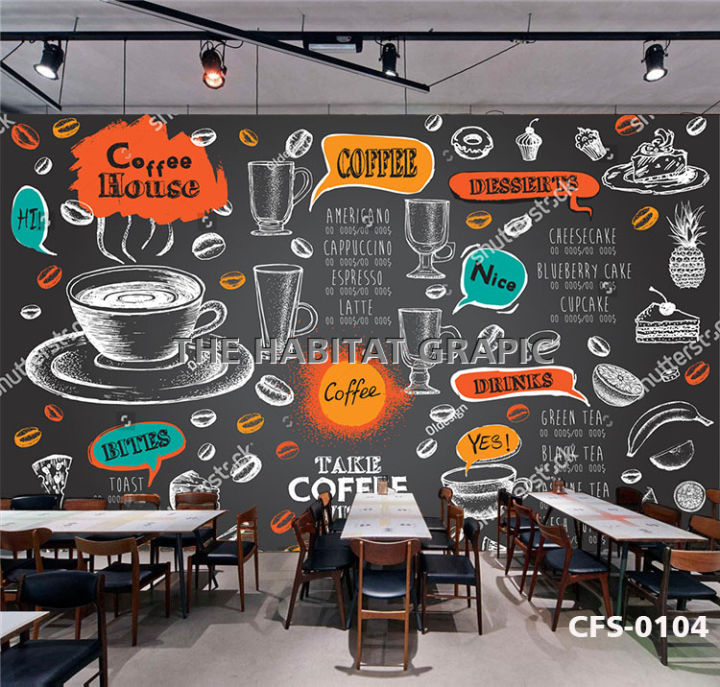 Coffee
House
HI!
COFFEE
AMERICANO
00 000$/00 000$
CAPPUCCINO
00 000$/00 000$
ESPRESSO
00 000$/00 000$
LATTE
00 000$/00 000$
DESSERTS
CHEESECAKE
00 000$/00 000$
BLUEBERRY CAKE
00 000$/00 000$
CUPCAKE
00 000$/00 000$
Nice
THE HABITAT GRAPIC
Coffee
DRINKS
GREEN TEA
00 000$/00 000$
BLACK TEA
00 000$/00 000$
TEA
00 000$/00 000$
YES!
BITES
TOAST
TAKE
COFFEE
shutterstock
Oldesign
CFS-0104